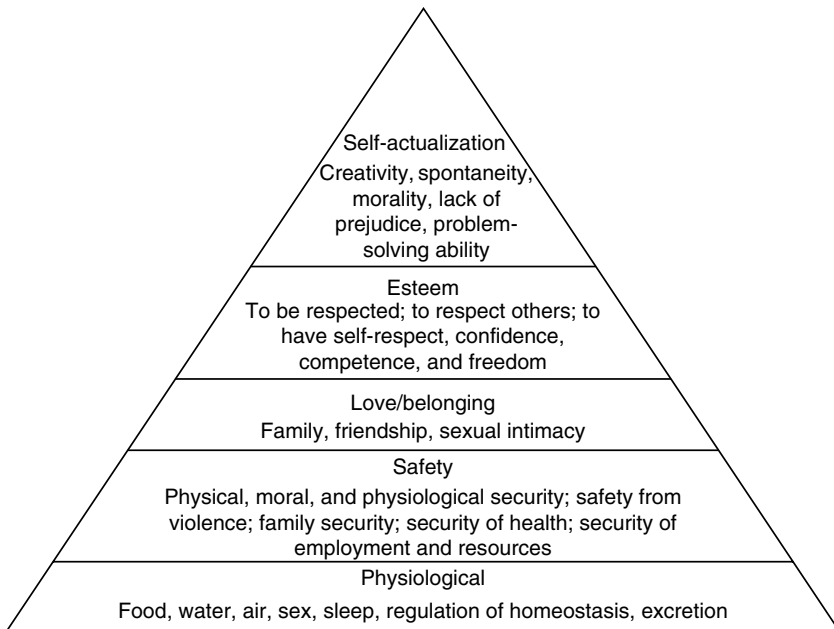 Self-actualization
Creativity, spontaneity,
morality, lack of
prejudice, problem-
solving ability
Esteem
To be respected; to respect others; to
have self-respect, confidence,
competence, and freedom
Love/belonging
Family, friendship, sexual intimacy
Safety
Physical, moral, and physiological security; safety from
violence; family security; security of health; security of
employment and resources
Physiological
Food, water, air, sex, sleep, regulation of homeostasis, excretion